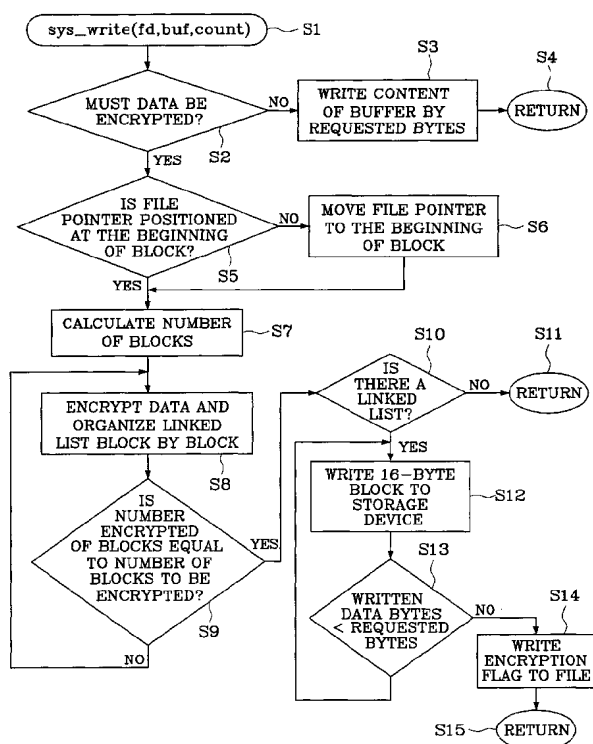 sys_write(fd,buf,count)
S1
MUST DATA BE
ENCRYPTED?
S2
NO
YES
S3
WRITE CONTENT
OF BUFFER BY
REQUESTED BYTES
S4
RETURN
IS FILE
POINTER POSITIONED
AT THE BEGINNING
OF BLOCK?
S5
NO
YES
MOVE FILE POINTER
TO THE BEGINNING
OF BLOCK
S6
CALCULATE NUMBER
OF BLOCKS
S7
ENCRYPT DATA AND
ORGANIZE LINKED
LIST BLOCK BY BLOCK
S8
IS
NUMBER
ENCRYPTED
OF BLOCKS EQUAL
TO NUMBER OF
BLOCKS TO BE
ENCRYPTED?
S9
YES
NO
S10
IS
THERE A
LINKED
LIST?
NO
YES
S11
RETURN
WRITE 16-BYTE
BLOCK TO
STORAGE
DEVICE
S12
S13
WRITTEN
DATA BYTES
< REQUESTED
BYTES
NO
S14
WRITE
ENCRYPTION
FLAG TO FILE
S15
RETURN